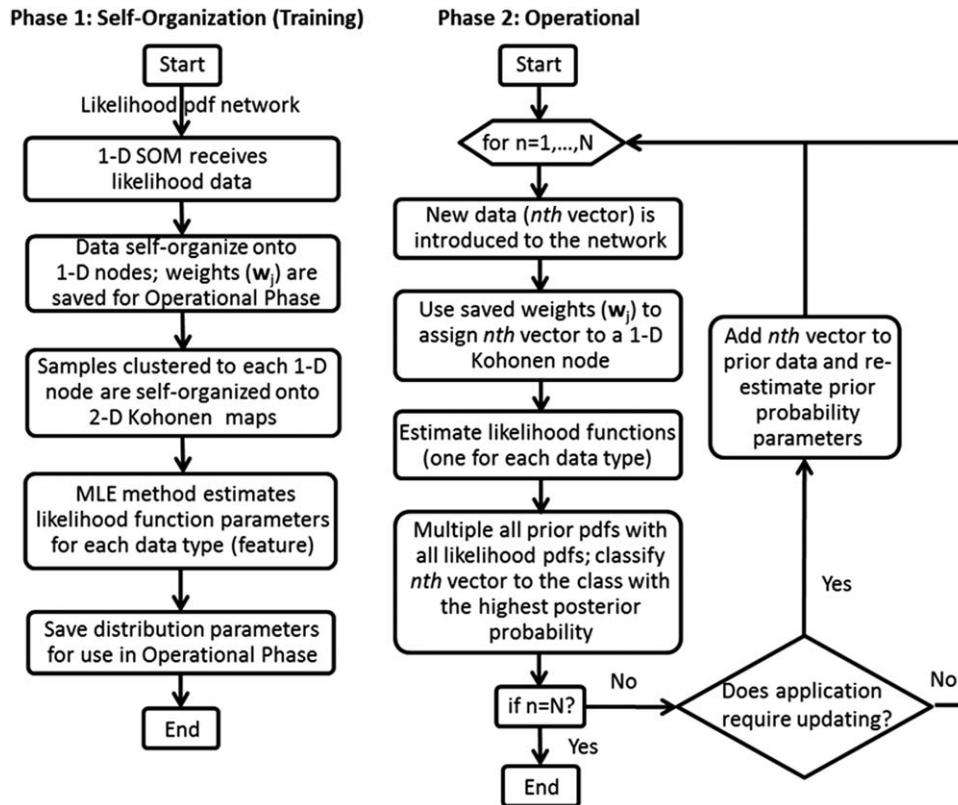 Phase 1: Self-Organization (Training)
Start
Likelihood pdf network
1-D SOM receives
likelihood data
Data self-organize onto
1-D nodes; weights (wj) are
saved for Operational Phase
Samples clustered to each 1-D
node are self-organized onto
2-D Kohonen maps
MLE method estimates
likelihood function parameters
for each data type (feature)
Save distribution parameters
for use in Operational Phase
End
Phase 2: Operational
Start
for n=1,...,N
New data (nth vector) is
introduced to the network
Use saved weights (wj) to
assign nth vector to a 1-D
Kohonen node
Estimate likelihood functions
(one for each data type)
Multiple all prior pdfs with
all likelihood pdfs; classify
nth vector to the class with
the highest posterior
probability
if n=N?
Yes
End
No
Does application
require updating?
Yes
Add nth vector to
prior data and re-
estimate prior
probability
parameters
No